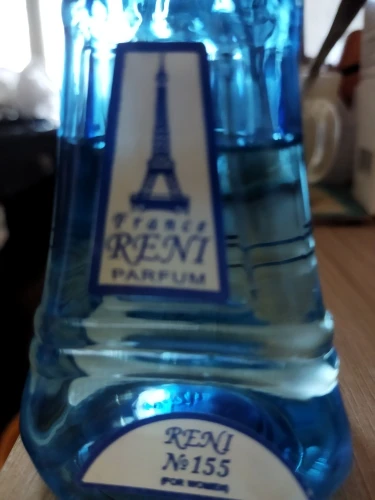 France
RENI
PARFUM
RENI
№155
(FOR WOMEN)